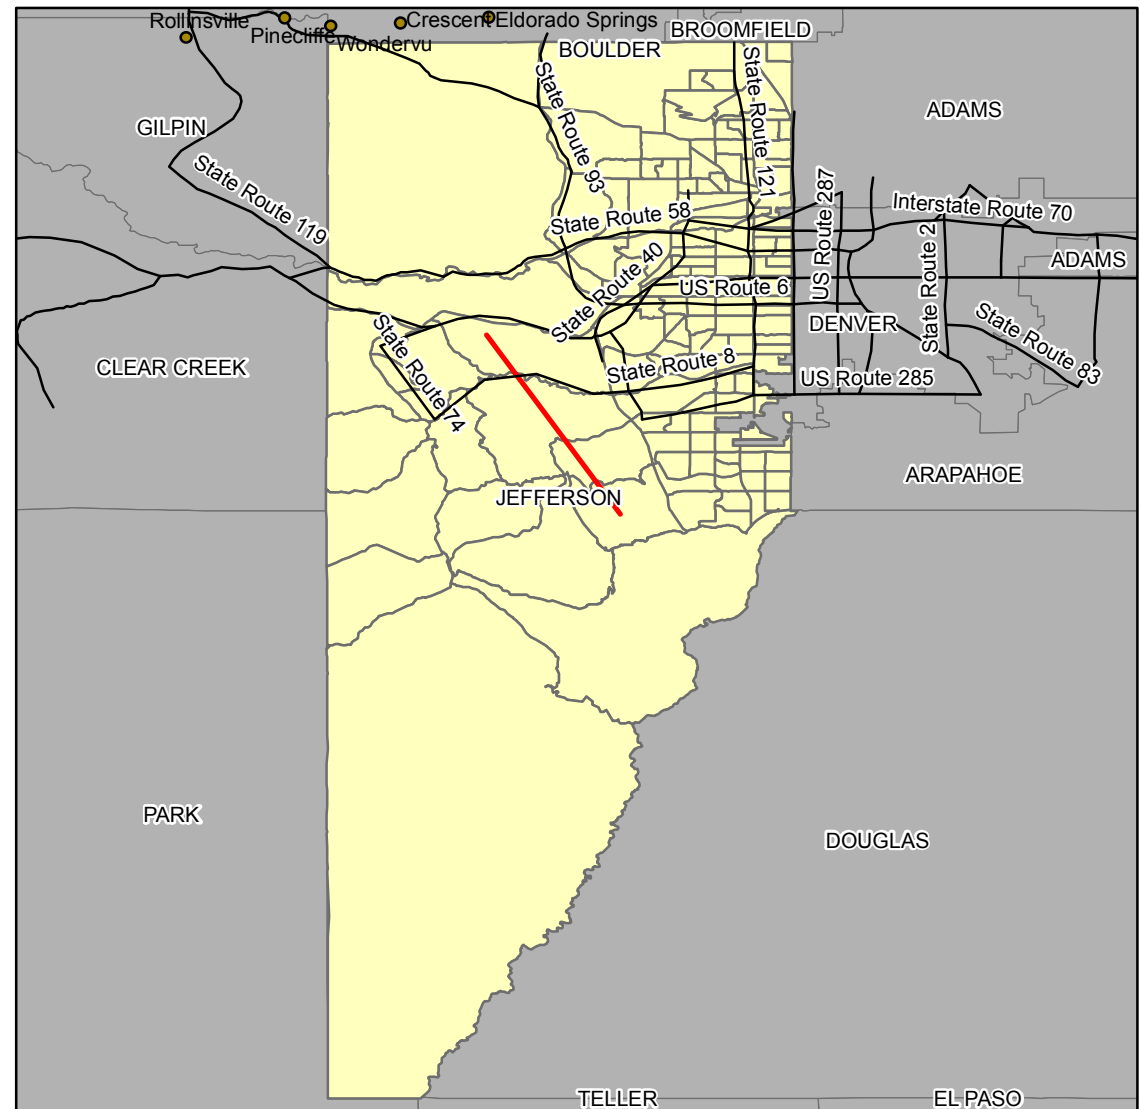 Rollinsville
Pinecliffe
Wondervu
Crescent
Eldorado Springs
BROOMFIELD
BOULDER
ADAMS
GILPIN
State Route 93
State Route 121
State Route 119
State Route 58
US Route 287
Interstate Route 70
State Route 2
ADAMS
State Route 40
US Route 6
DENVER
State Route 83
CLEAR CREEK
State Route 74
State Route 8
US Route 285
ARAPAHOE
JEFFERSON
PARK
DOUGLAS
TELLER
EL PASO